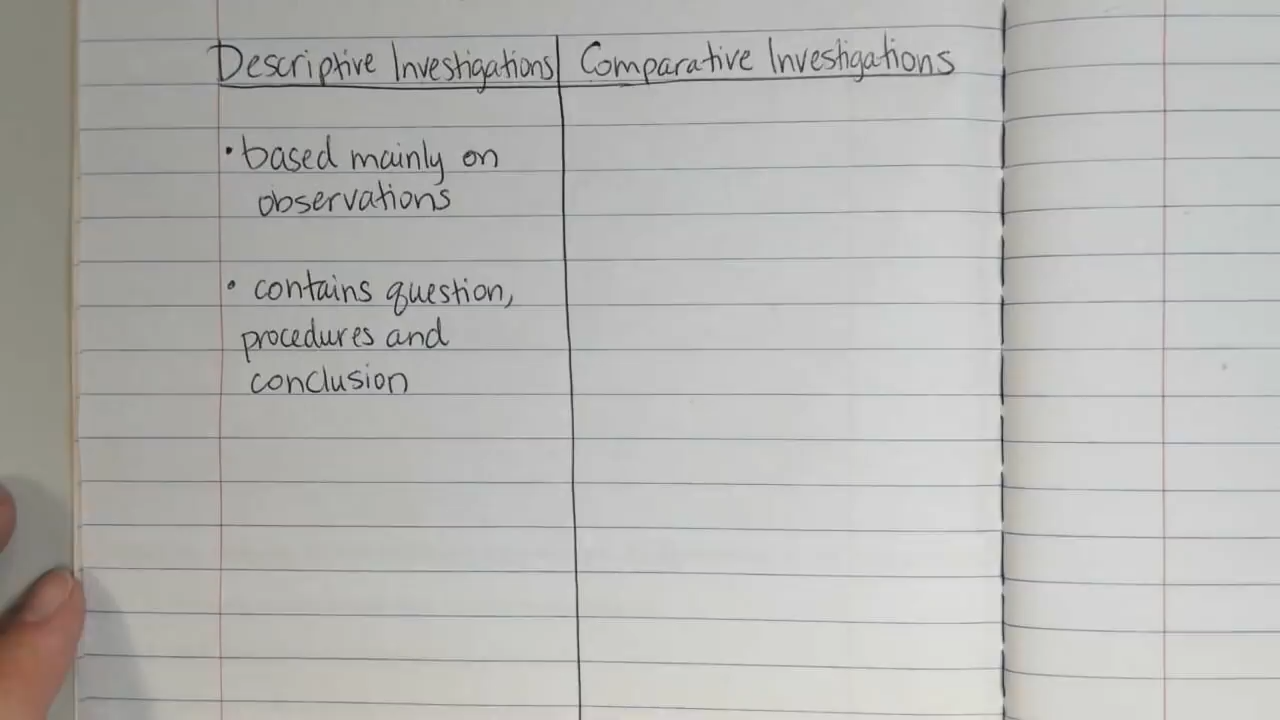 Descriptive Investigations Comparative Investigations
• based mainly on
observations
• contains question,
procedures and
conclusion